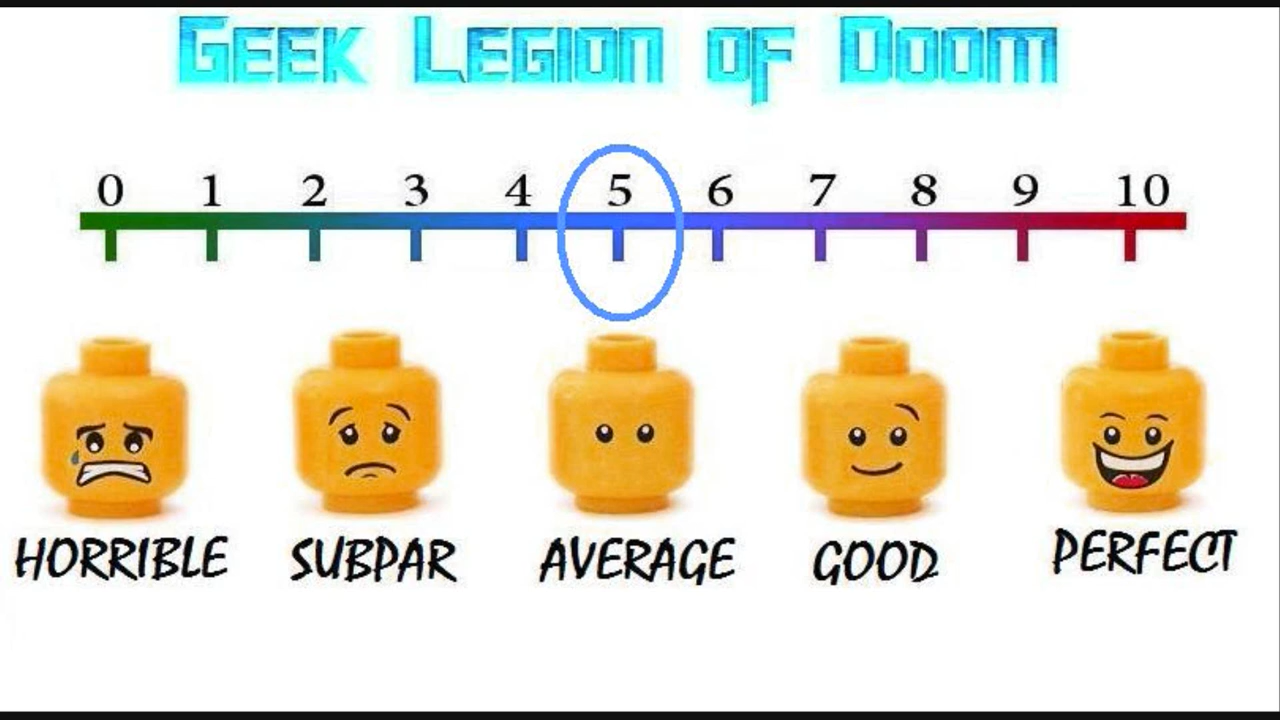 Geek Legion of Doom
0 1 2 3 4 5 6 7 8 9 10
HORRIBLE SUBPAR AVERAGE GOOD PERFECT